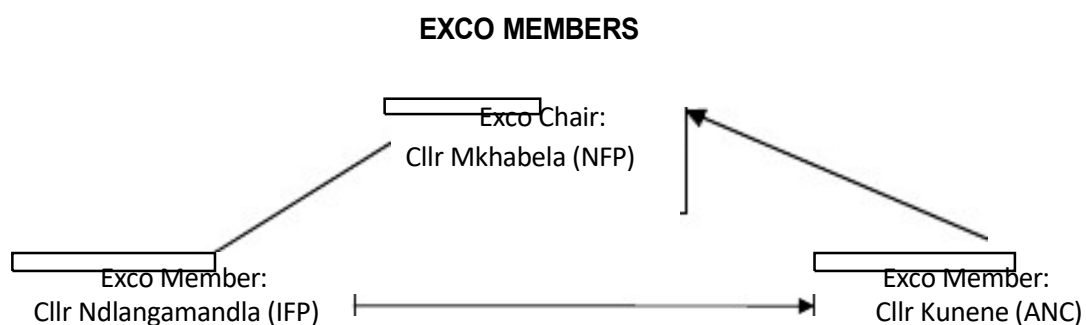 EXCO MEMBERS
Exco Chair:
Cllr Mkhabela (NFP)
Exco Member:
Cllr Ndlangamandla (IFP)
Exco Member:
Cllr Kunene (ANC)